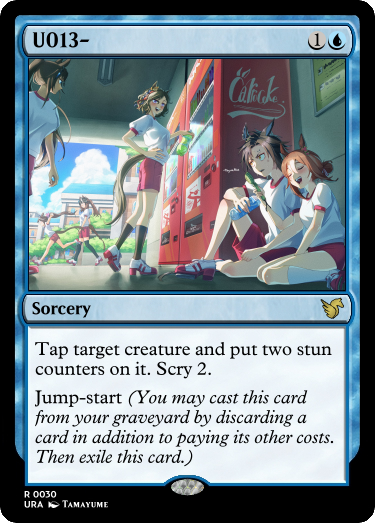 U013~
1
Calticoke
Sorcery
Tap target creature and put two stun
counters on it. Scry 2.
Jump-start (You may cast this card
from your graveyard by discarding a
card in addition to paying its other costs.
Then exile this card.)
R 0030
URA Tamayume